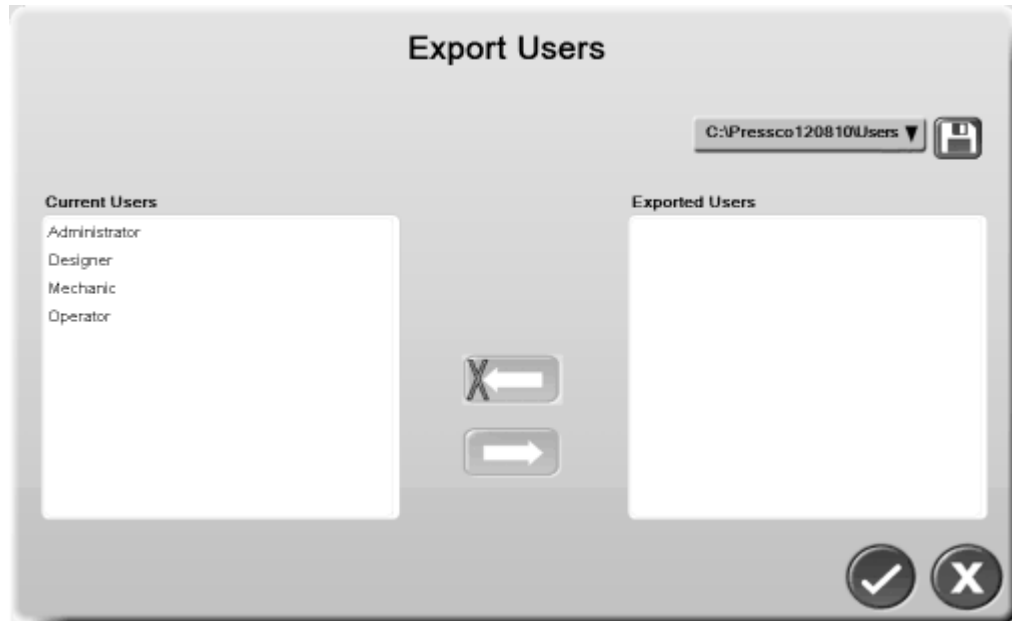 Export Users
C:\Pressco120810\Users
Current Users
Administrator
Designer
Mechanic
Operator
Exported Users